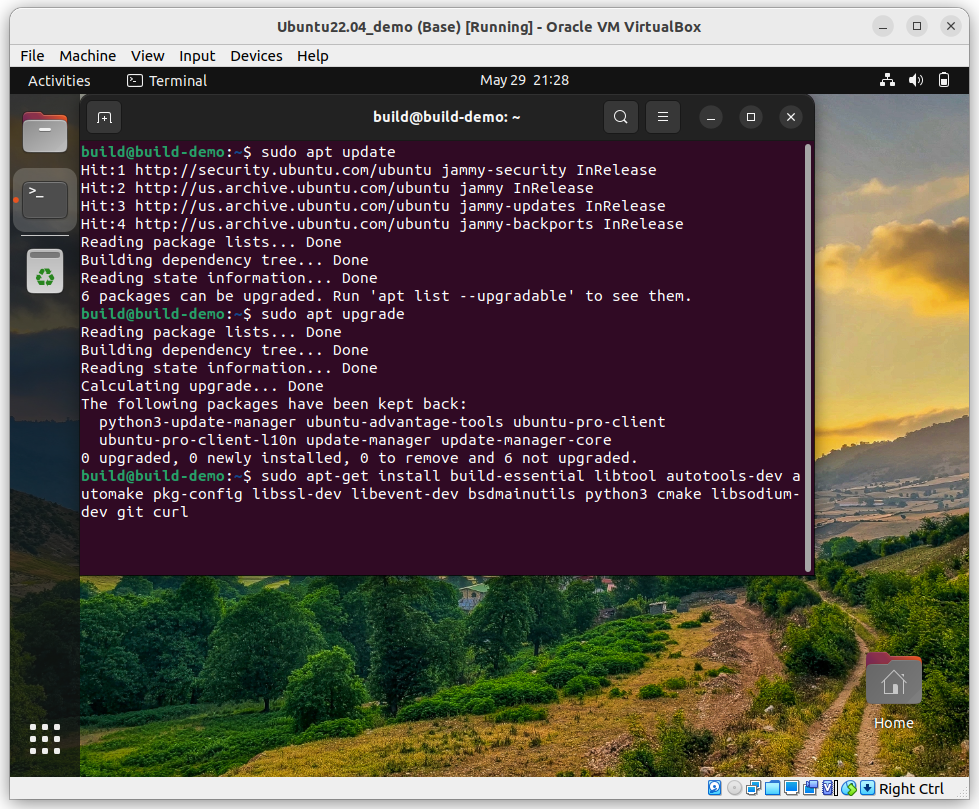 Ubuntu22.04_demo (Base) [Running] - Oracle VM VirtualBox
File Machine View Input Devices Help
Activities Terminal May 29 21:28
build@build-demo: ~
build@build-demo:~$ sudo apt update
Hit:1 http://security.ubuntu.com/ubuntu jammy-security InRelease
Hit:2 http://us.archive.ubuntu.com/ubuntu jammy InRelease
Hit:3 http://us.archive.ubuntu.com/ubuntu jammy-updates InRelease
Hit:4 http://us.archive.ubuntu.com/ubuntu jammy-backports InRelease
Reading package lists... Done
Building dependency tree... Done
Reading state information... Done
6 packages can be upgraded. Run 'apt list --upgradable' to see them.
build@build-demo:~$ sudo apt upgrade
Reading package lists... Done
Building dependency tree... Done
Reading state information... Done
Calculating upgrade... Done
The following packages have been kept back:
  python3-update-manager ubuntu-advantage-tools ubuntu-pro-client
  ubuntu-pro-client-l10n update-manager update-manager-core
0 upgraded, 0 newly installed, 0 to remove and 6 not upgraded.
build@build-demo:~$ sudo apt-get install build-essential libtool autotools-dev a
utomake pkg-config libssl-dev libevent-dev bsdmainutils python3 cmake libsodium-
dev git curl
Home
Right Ctrl